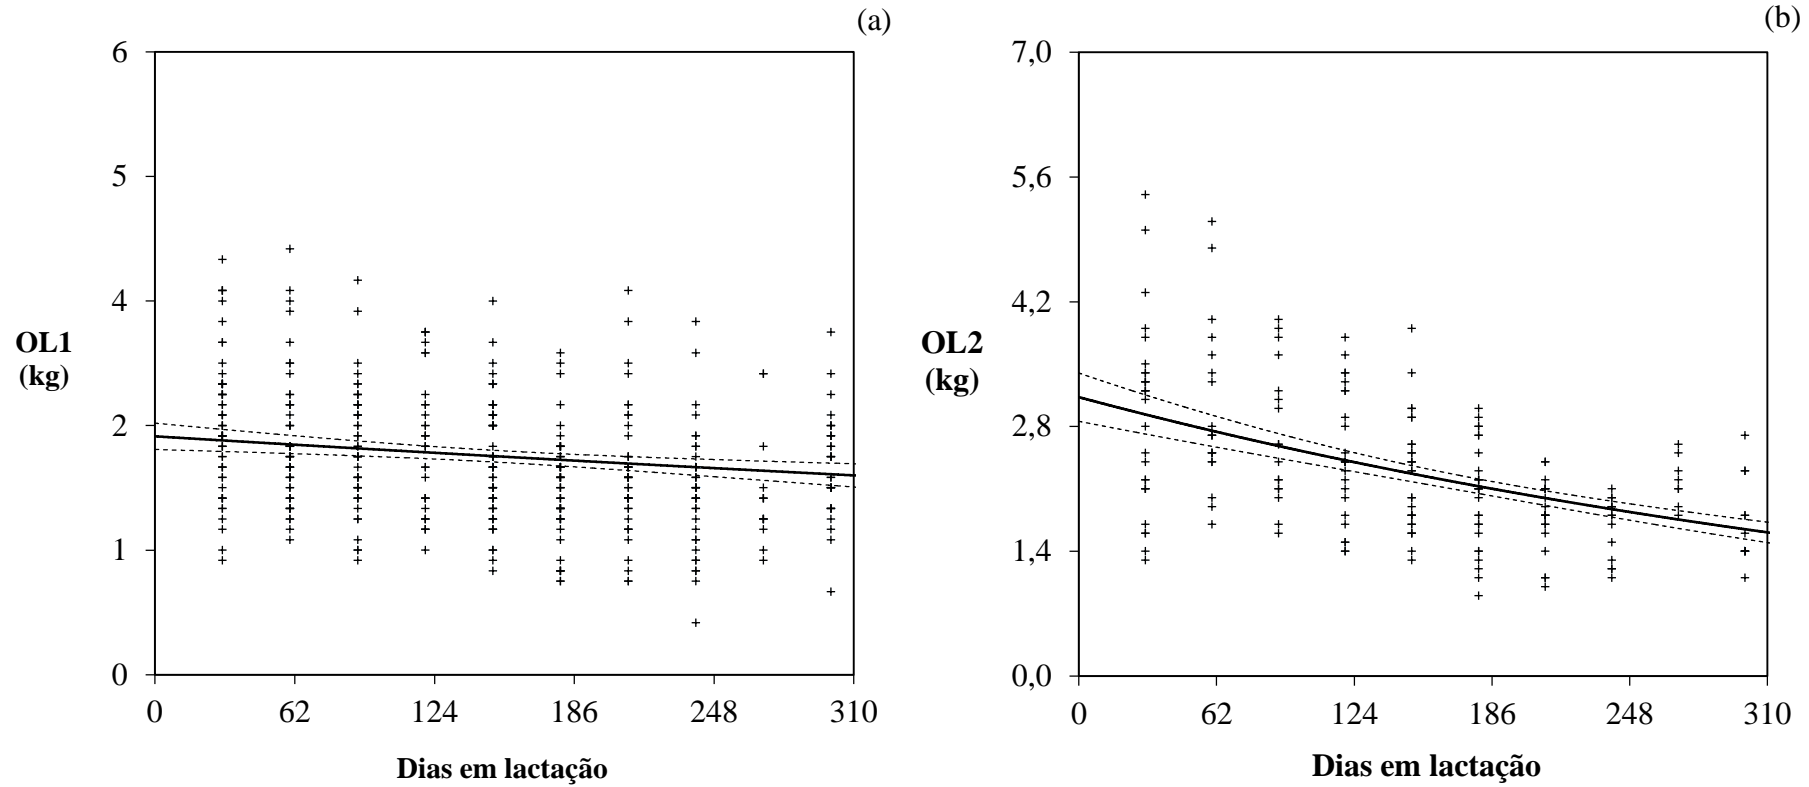 (a)
6
5
4
2
1
0
OL1
(kg)
0 62 124 186 248 310
Dias em lactação
(b)
7,0
5,6
4,2
2,8
1,4
0,0
OL2
(kg)
0 62 124 186 248 310
Dias em lactação